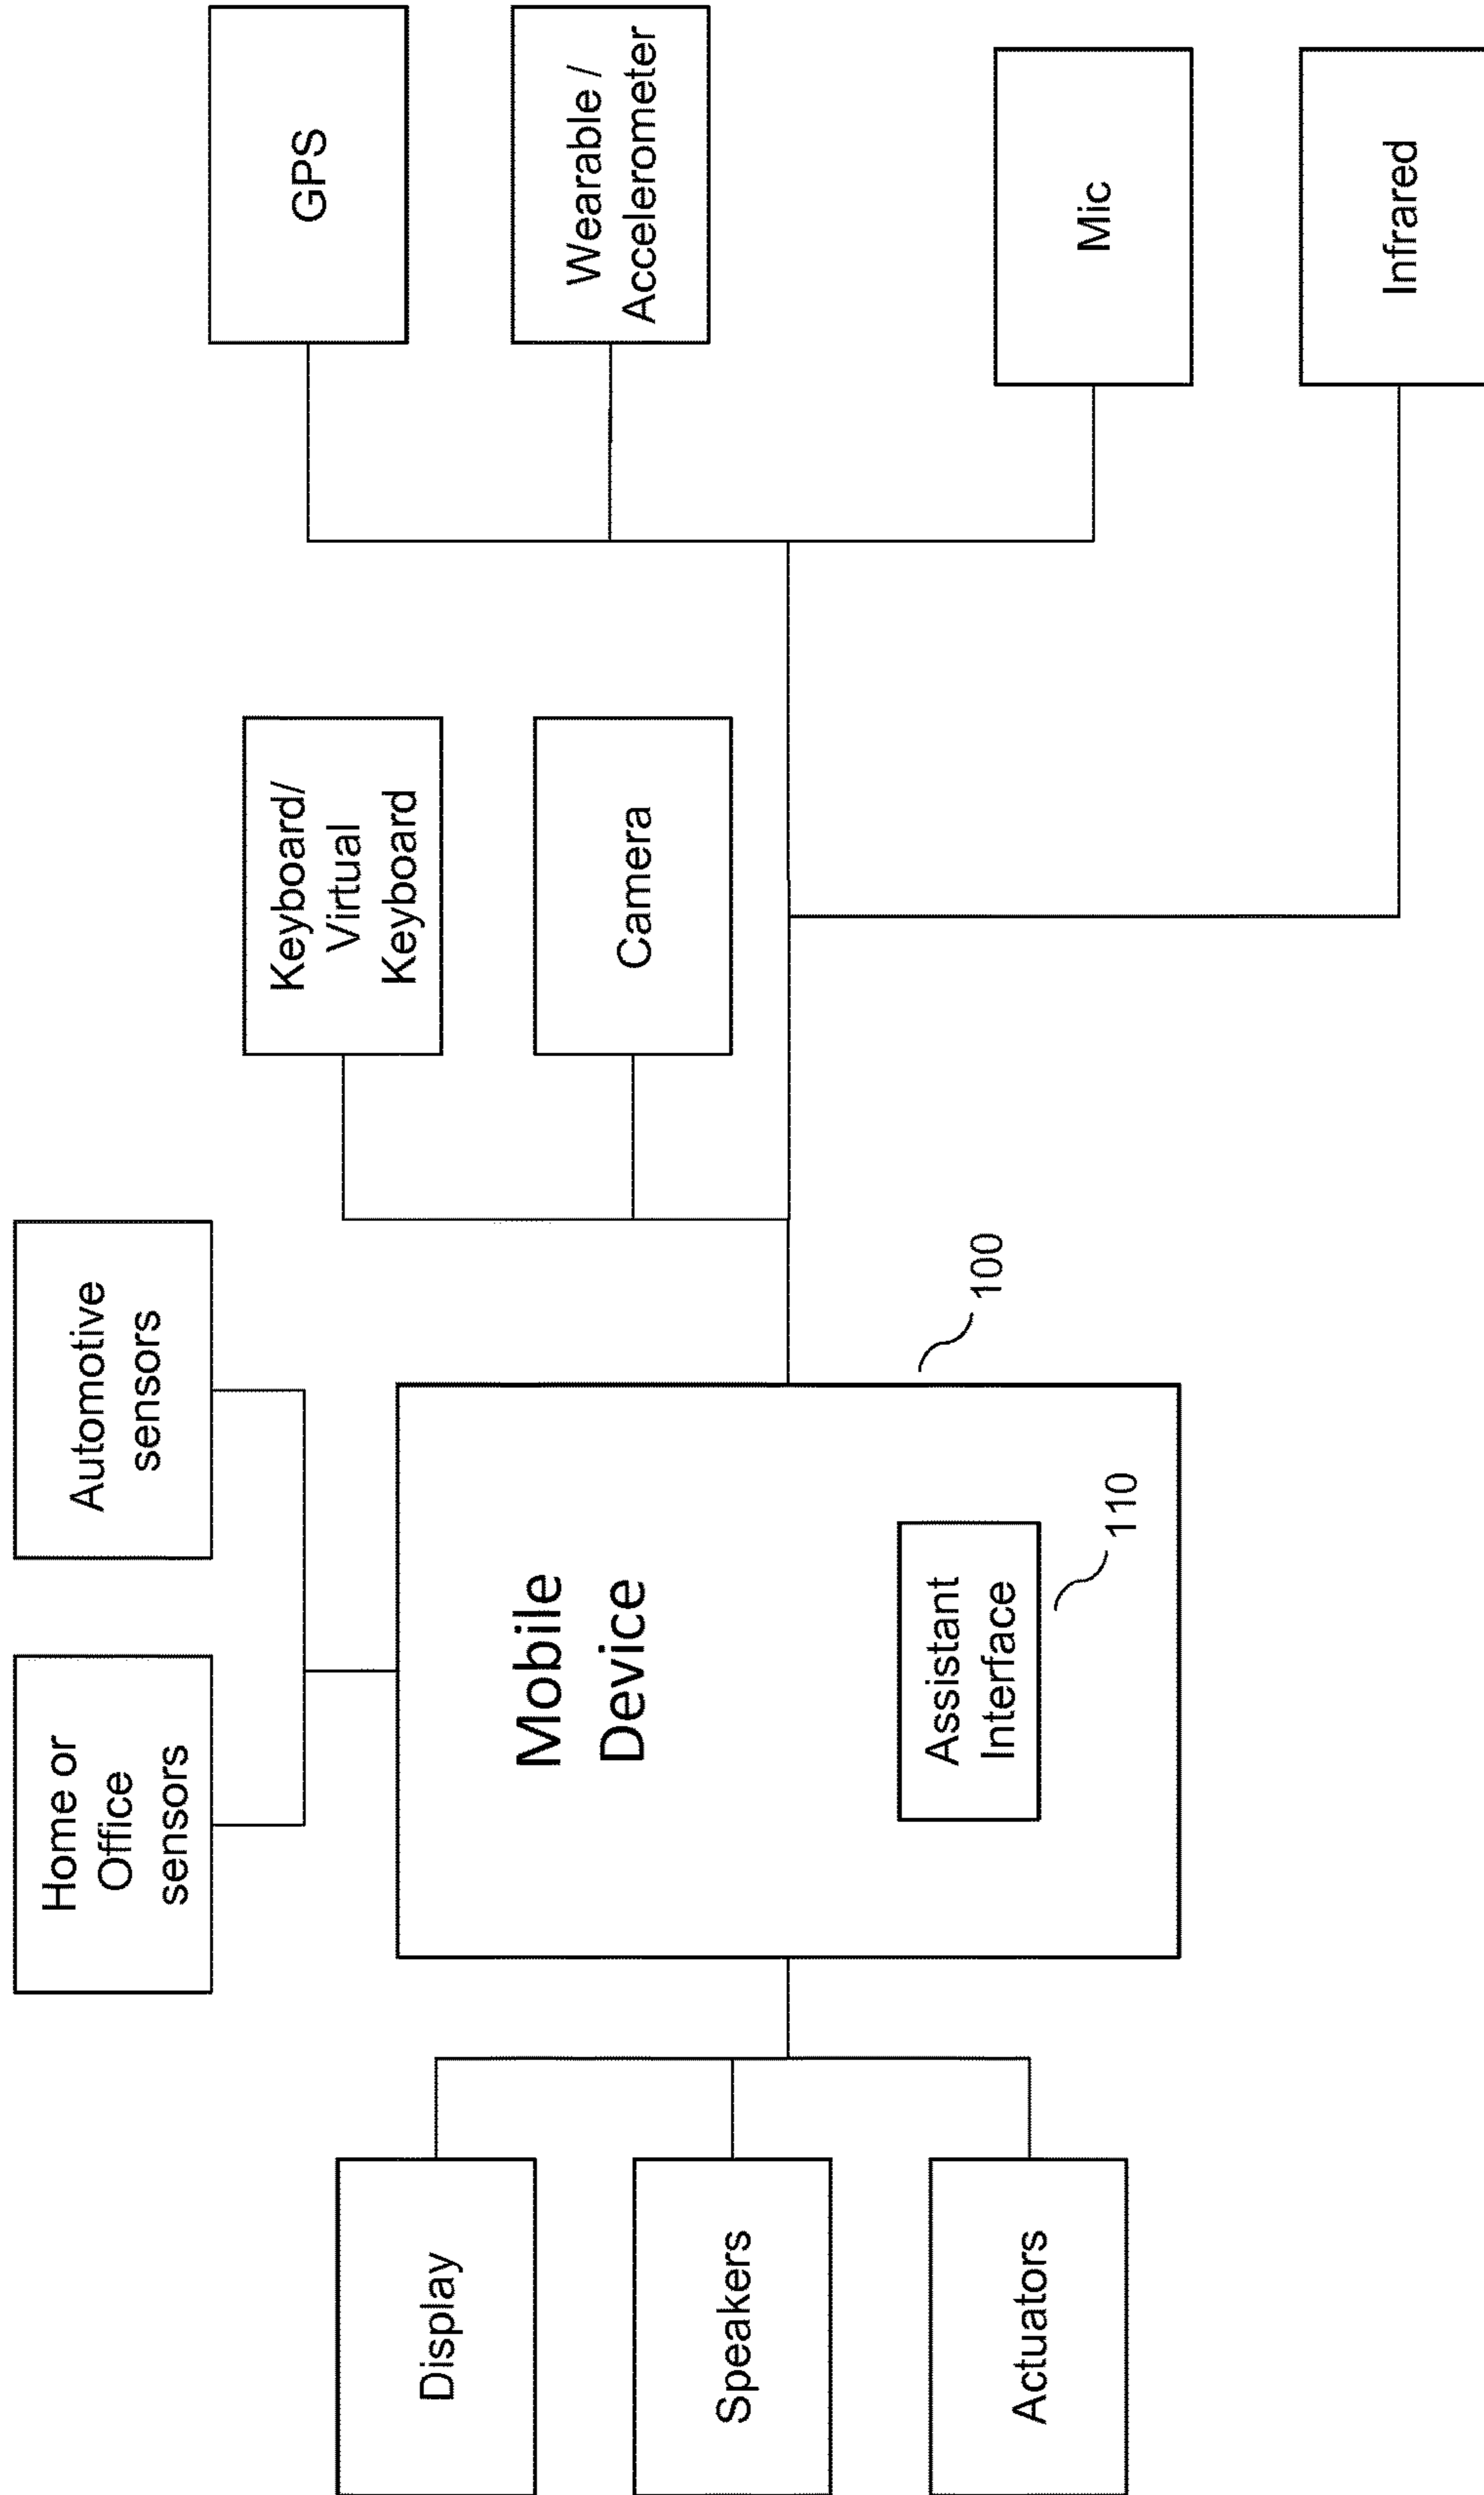 Home or
Office
sensors
Automotive
sensors
Display
Speakers
Actuators
Mobile
Device
Assistant
Interface
110
100
Keyboard/
Virtual
Keyboard
Camera
GPS
Wearable /
Accelerometer
Mic
Infrared